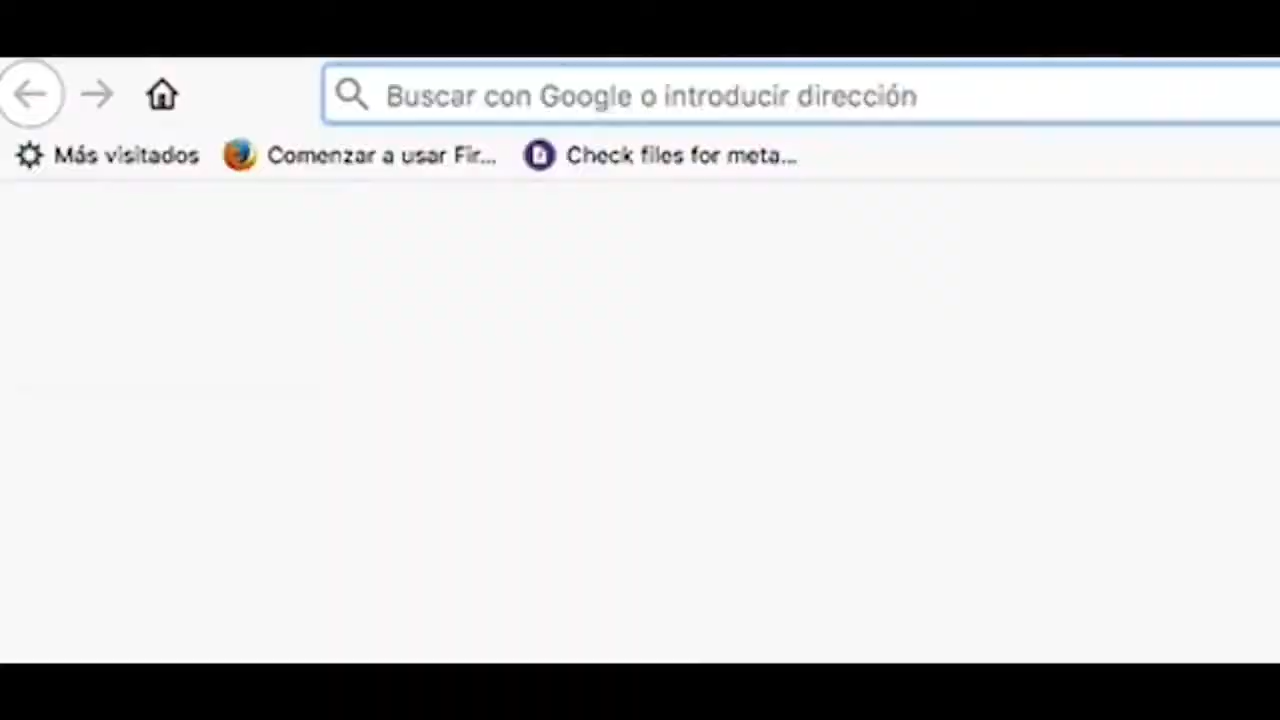 Buscar con Google o introducir dirección
Más visitados Comenzar a usar Fir... Check files for meta...